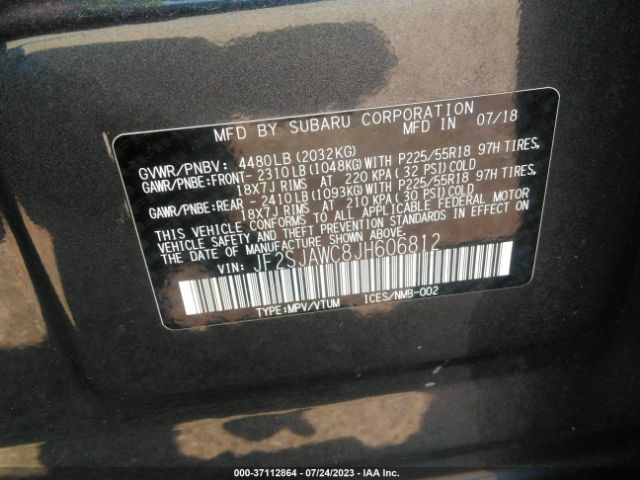 MFD BY SUBARU CORPORATION
MFD IN 07/18
GVWR/PNBV: 4480LB(2032KG)
GAWR/PNBE:FRONT- 2310LB(1048KG)WITH P225/55R18 97H TIRES,
18X7J RIMS AT 220 KPA(32 PSI)COLD
GAWR/PNBE:REAR - 2410LB(1093KG)WITH P225/55R18 97H TIRES,
18X7J RIMS AT 210 KPA(30 PSI)COLD
THIS VEHICLE CONFORMS TO ALL APPLICABLE FEDERAL MOTOR
VEHICLE SAFETY AND THEFT PREVENTION STANDARDS IN EFFECT ON
THE DATE OF MANUFACTURE SHOWN ABOVE.
VIN: JF2SJAWC8JH606812
TYPE:MPV/VTUM ICES/NMB-002
000-37112864 / 07/24/2023 - IAA Inc.